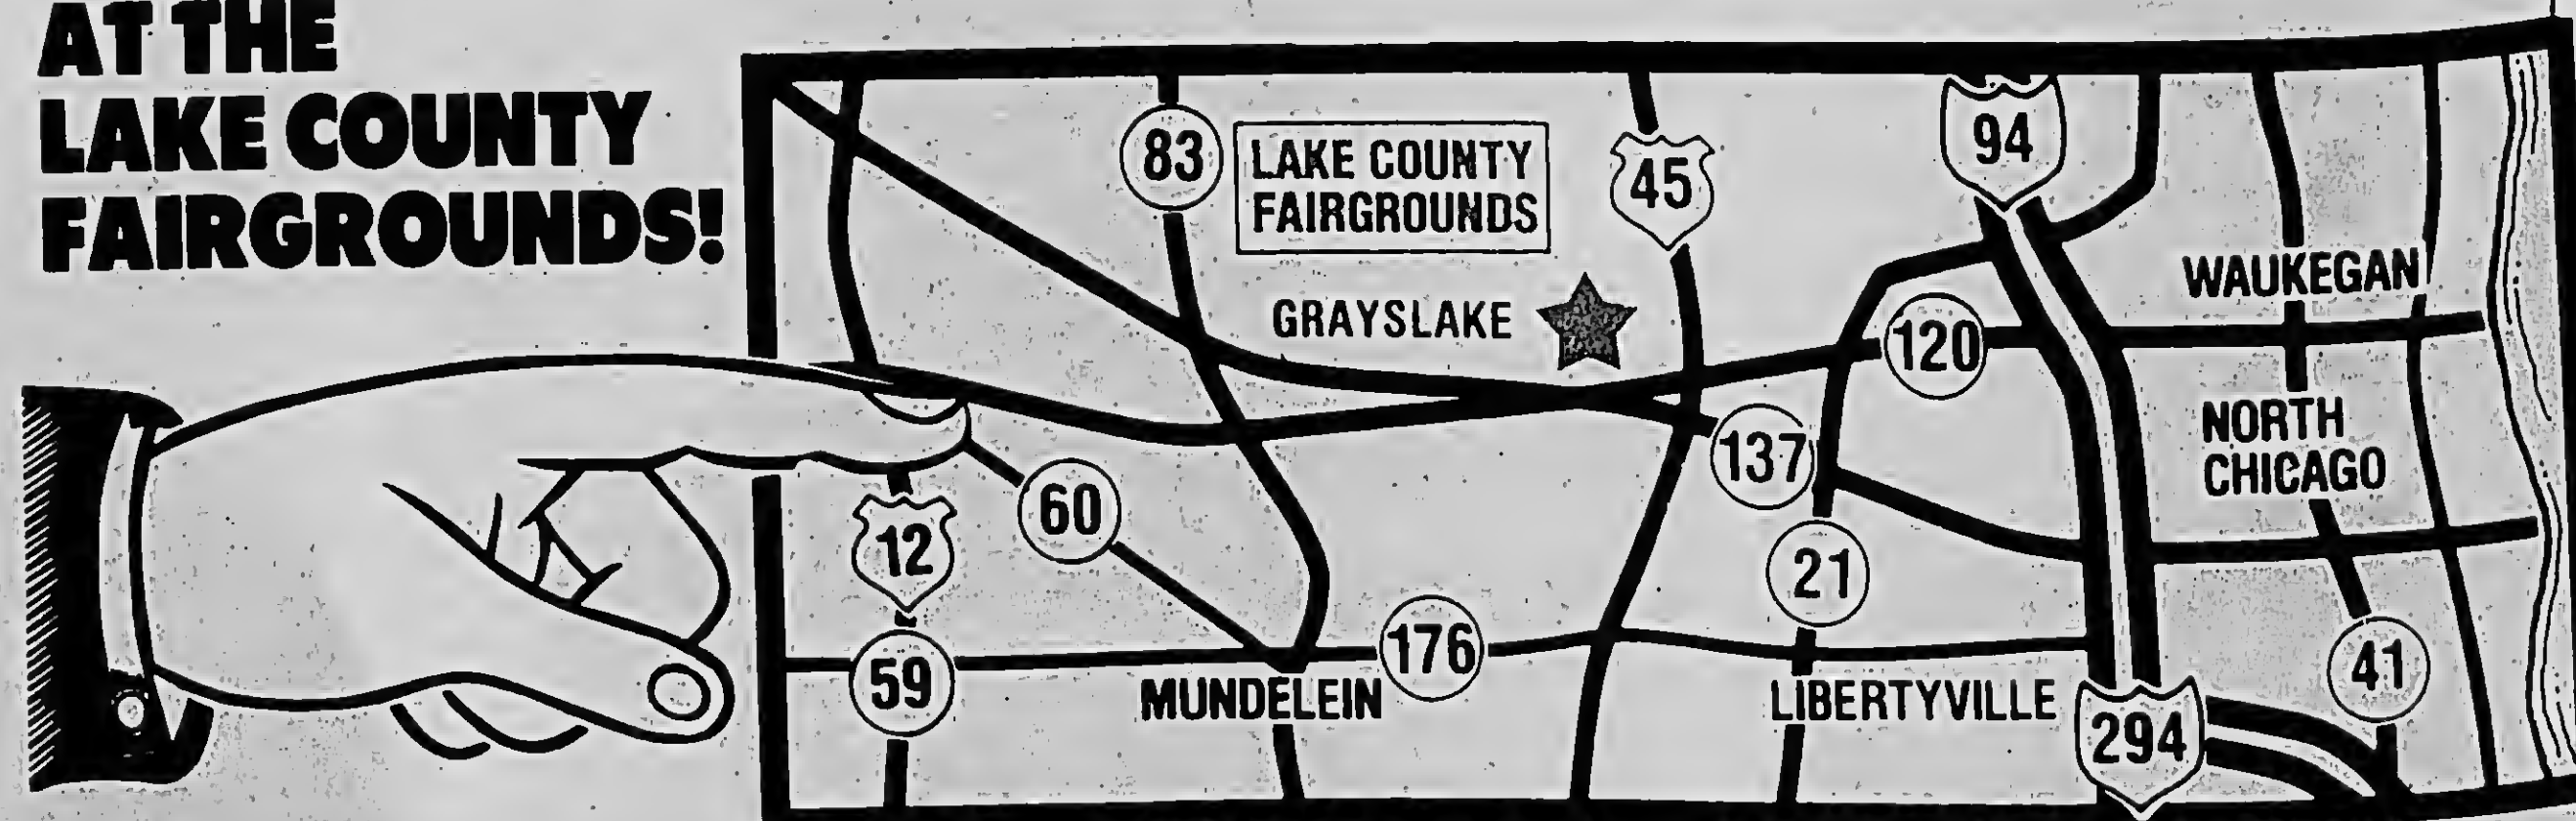 AT THE
LAKE COUNTY
FAIRGROUNDS!
83
LAKE COUNTY
FAIRGROUNDS
45
94
GRAYSLAKE
WAUKEGAN
120
137
NORTH
CHICAGO
60
12
21
59
176
41
MUNDELEIN
LIBERTYVILLE
294